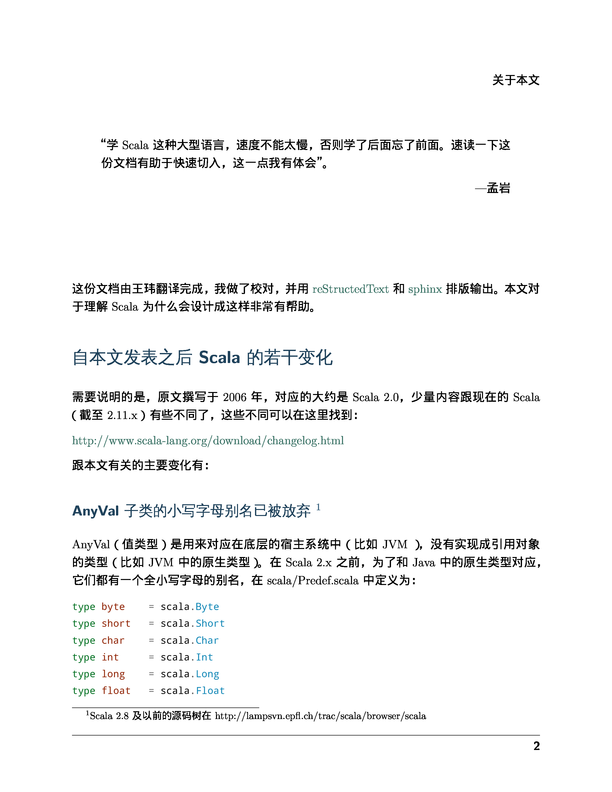 关于本文
“学 Scala 这种大型语言，速度不能太慢，否则学了后面忘了前面。速读一下这
份文档有助于快速切入，这一点我有体会”。
—孟岩
这份文档由王玮翻译完成，我做了校对，并用 reStructedText 和 sphinx 排版输出。本文对
于理解 Scala 为什么会设计成这样非常有帮助。
自本文发表之后 Scala 的若干变化
需要说明的是，原文撰写于 2006 年，对应的大约是 Scala 2.0，少量内容跟现在的 Scala
（截至 2.11.x）有些不同了，这些不同可以在这里找到：
http://www.scala-lang.org/download/changelog.html
跟本文有关的主要变化有：
AnyVal 子类的小写字母别名已被放弃 1
AnyVal（值类型）是用来对应在底层的宿主系统中（比如 JVM ），没有实现成引用对象
的类型（比如 JVM 中的原生类型）。在 Scala 2.x 之前，为了和 Java 中的原生类型对应，
它们都有一个全小写字母的别名，在 scala/Predef.scala 中定义为：
type byte = scala.Byte
type short = scala.Short
type char = scala.Char
type int = scala.Int
type long = scala.Long
type float = scala.Float
1Scala 2.8 及以前的源码树在 http://lampsvn.epfl.ch/trac/scala/browser/scala
2